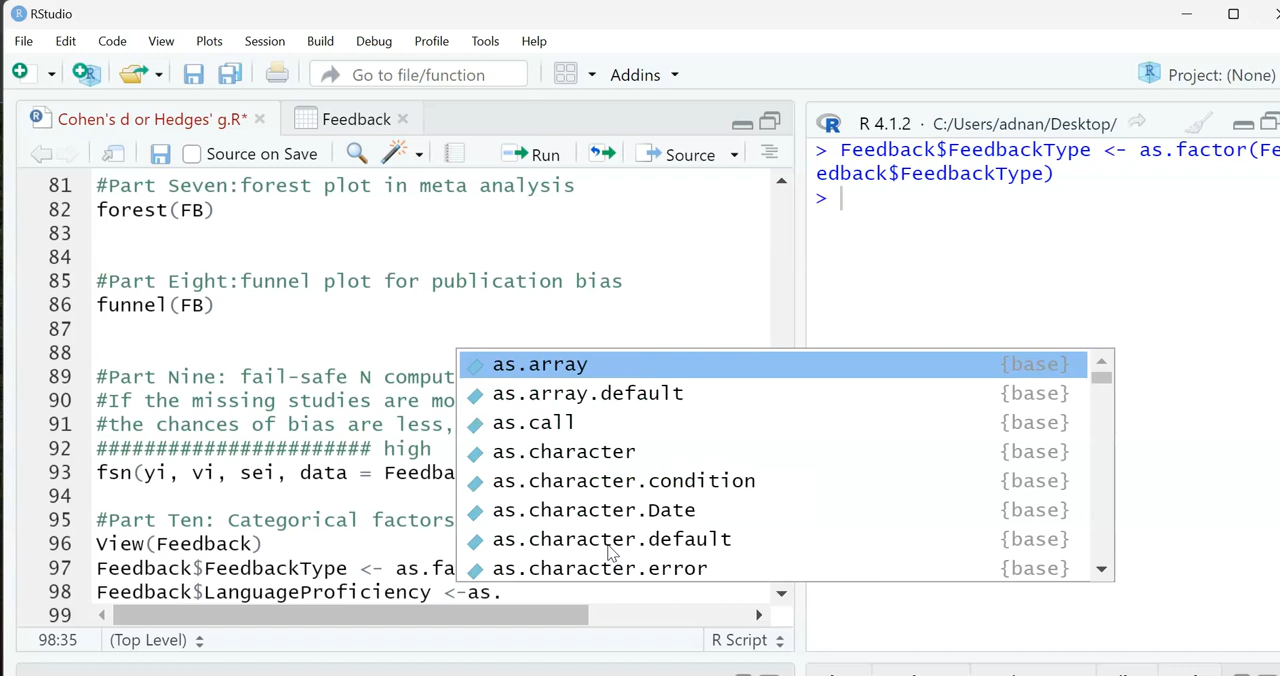 RStudio
File Edit Code View Plots Session Build Debug Profile Tools Help
Go to file/function Addins Project: (None)
Cohen's d or Hedges' g.R* Feedback
Source on Save Run Source
81 #Part Seven:forest plot in meta analysis
82 forest(FB)
83
84
85 #Part Eight:funnel plot for publication bias
86 funnel(FB)
87
88
89 #Part Nine: fail-safe N comput
90 #If the missing studies are mo
91 #the chances of bias are less,
92 ####################### high
93 fsn(yi, vi, sei, data = Feedba
94
95 #Part Ten: Categorical factors
96 View(Feedback)
97 Feedback$FeedbackType <- as.fa
98 Feedback$LanguageProficiency <-as.
99
98:35 (Top Level) R Script
as.array {base}
as.array.default {base}
as.call {base}
as.character {base}
as.character.condition {base}
as.character.Date {base}
as.character.default {base}
as.character.error {base}
R 4.1.2 · C:/Users/adnan/Desktop/
> Feedback$FeedbackType <- as.factor(Fe
edback$FeedbackType)
>